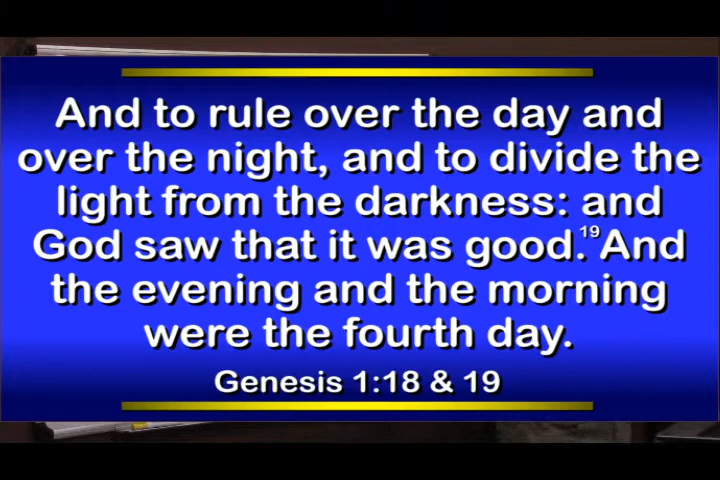 And to rule over the day and
over the night, and to divide the
light from the darkness: and
God saw that it was good.¹⁹ And
the evening and the morning
were the fourth day.
Genesis 1:18 & 19